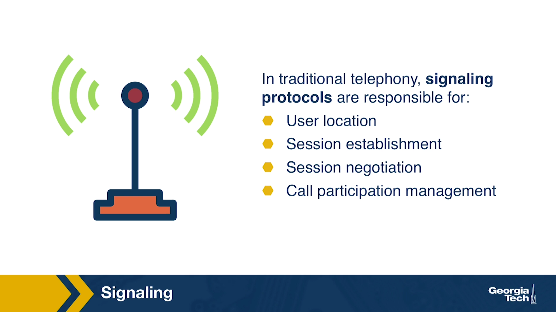 In traditional telephony, signaling
protocols are responsible for:
User location
Session establishment
Session negotiation
Call participation management
Signaling
Georgia
Tech